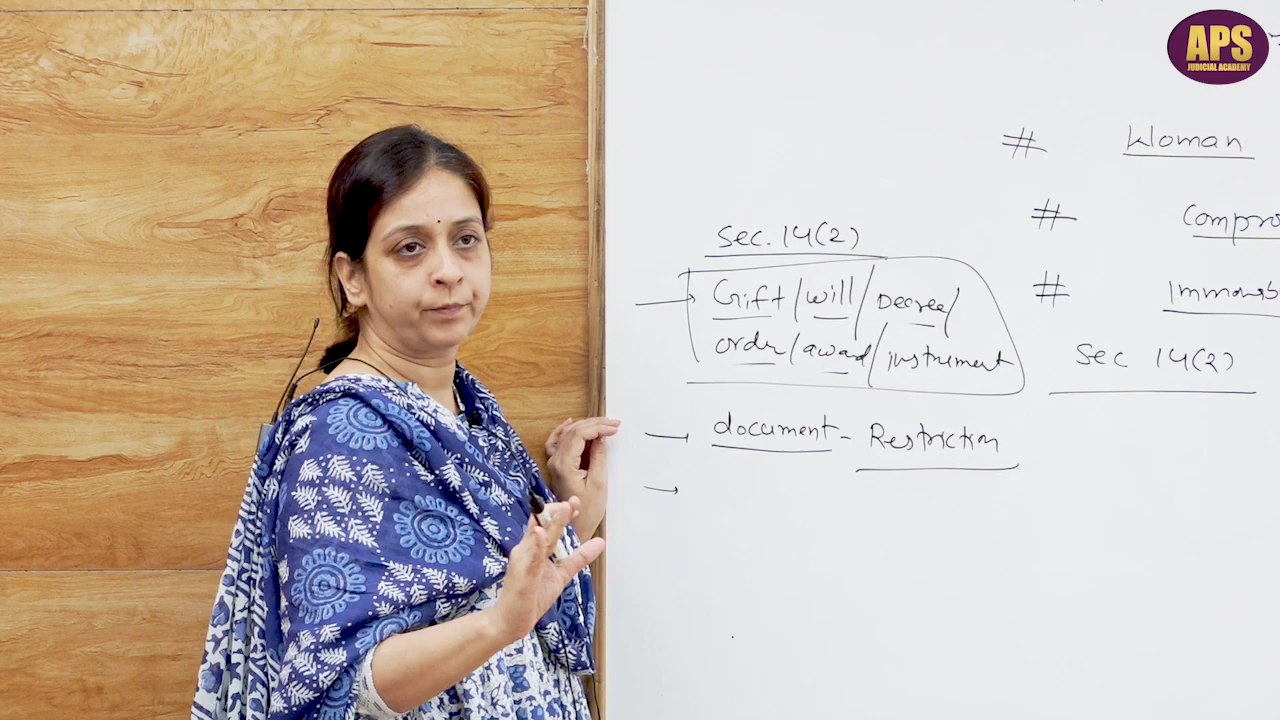 APS
JUDICIAL ACADEMY
# Woman
# Compro
# Immovab
Sec 14(2)
Sec. 14(2)
→ Gift / will / Decree /
order / award / instrument
→ document - Restriction
→